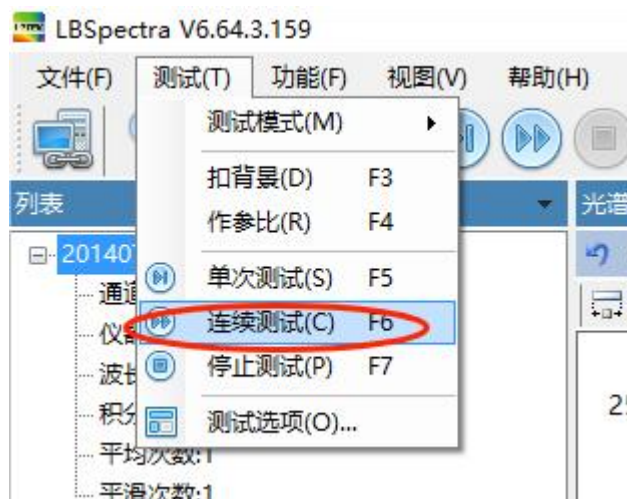 LBSpectra V6.64.3.159
文件(F) 测试(T) 功能(F) 视图(V) 帮助(H)
测试模式(M)
扣背景(D) F3
作参比(R) F4
单次测试(S) F5
连续测试(C) F6
停止测试(P) F7
测试选项(O)...
列表
光谱
20140
通道
仪器
波长
积分
平均次数:1
平滑次数:1
25